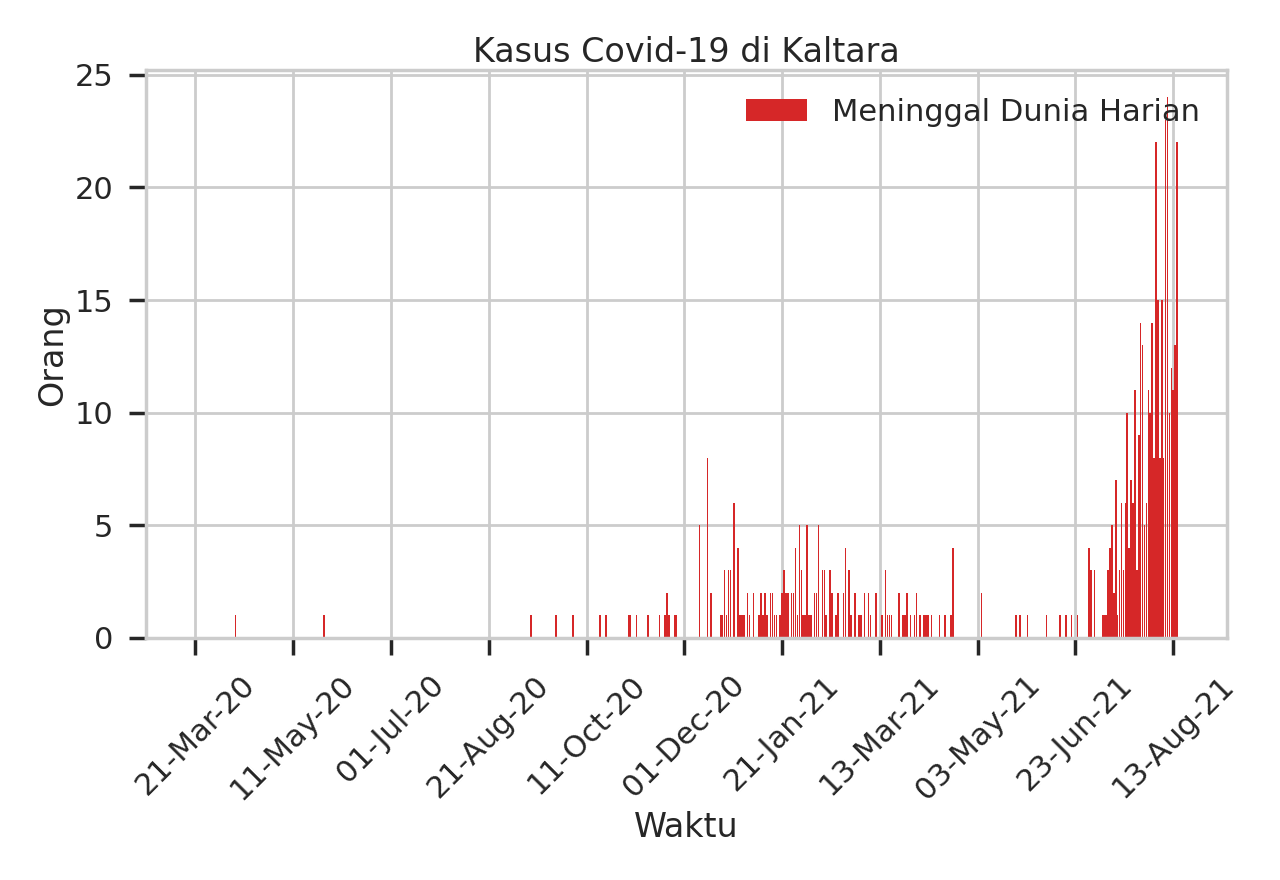 Kasus Covid-19 di Kaltara
Meninggal Dunia Harian
Orang
25
20
15
10
5
0
21-Mar-20
11-May-20
01-Jul-20
21-Aug-20
11-Oct-20
01-Dec-20
21-Jan-21
13-Mar-21
03-May-21
23-Jun-21
13-Aug-21
Waktu